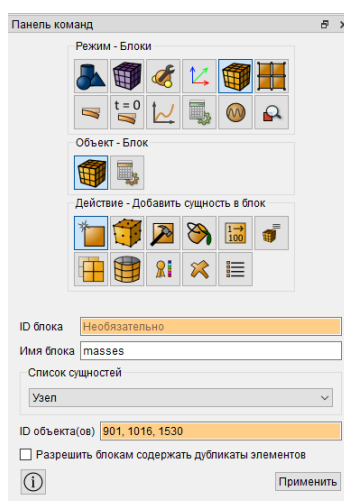 Панель команд
Режим - Блоки
t = 0
Объект - Блок
Действие - Добавить сущность в блок
1→
100
ID блока Необязательно
Имя блока masses
Список сущностей
Узел
ID объекта(ов) 901, 1016, 1530
Разрешить блокам содержать дубликаты элементов
Применить